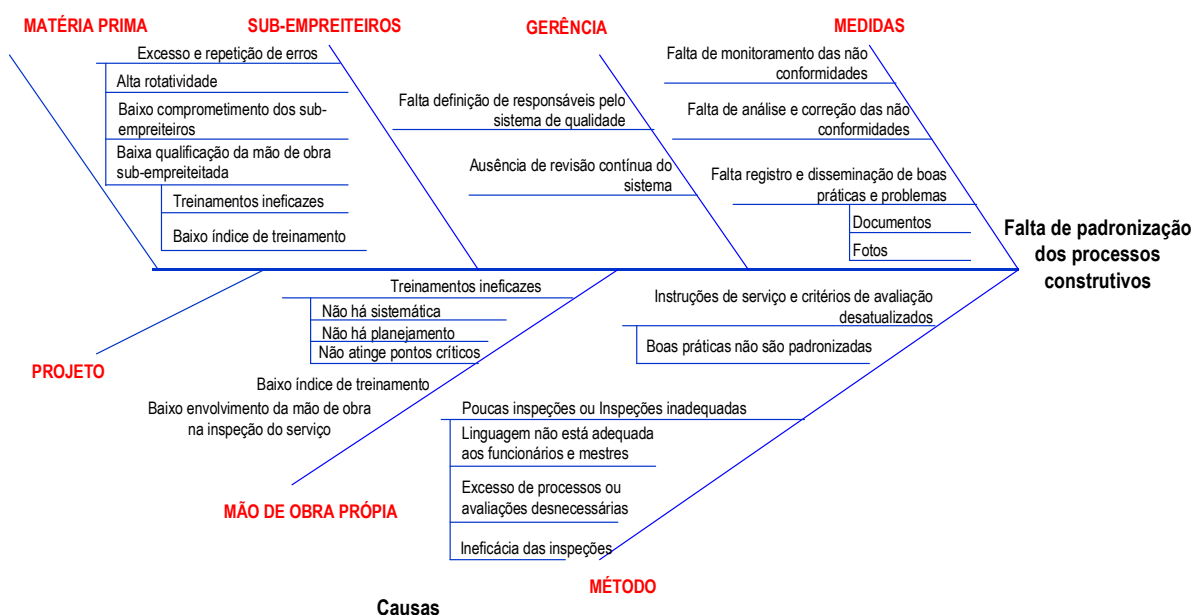 MATÉRIA PRIMA
SUB-EMPREITEIROS
GERÊNCIA
MEDIDAS
Excesso e repetição de erros
Alta rotatividade
Baixo comprometimento dos sub-
empreiteiros
Baixa qualificação da mão de obra
sub-empreiteitada
Treinamentos ineficazes
Baixo índice de treinamento
Falta definição de responsáveis pelo
sistema de qualidade
Ausência de revisão contínua do
sistema
Falta de monitoramento das não
conformidades
Falta de análise e correção das não
conformidades
Falta registro e disseminação de boas
práticas e problemas
Documentos
Fotos
Falta de padronização
dos processos
construtivos
PROJETO
Treinamentos ineficazes
Não há sistemática
Não há planejamento
Não atinge pontos críticos
Baixo índice de treinamento
Baixo envolvimento da mão de obra
na inspeção do serviço
MÃO DE OBRA PRÓPIA
Instruções de serviço e critérios de avaliação
desatualizados
Boas práticas não são padronizadas
Poucas inspeções ou Inspeções inadequadas
Linguagem não está adequada
aos funcionários e mestres
Excesso de processos ou
avaliações desnecessárias
Ineficácia das inspeções
MÉTODO
Causas